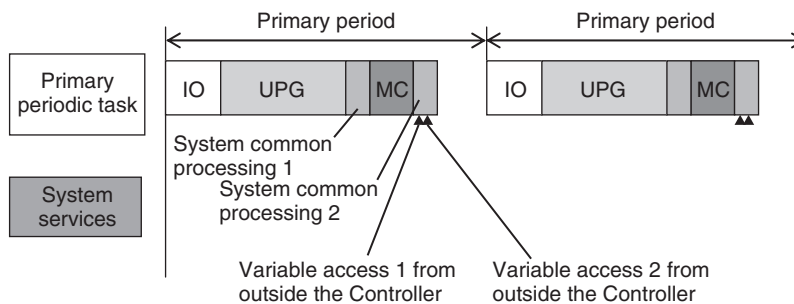 Primary period
Primary period
Primary
periodic task
IO
UPG
MC
IO
UPG
MC
System common
processing 1
System common
processing 2
System
services
Variable access 1 from
outside the Controller
Variable access 2 from
outside the Controller